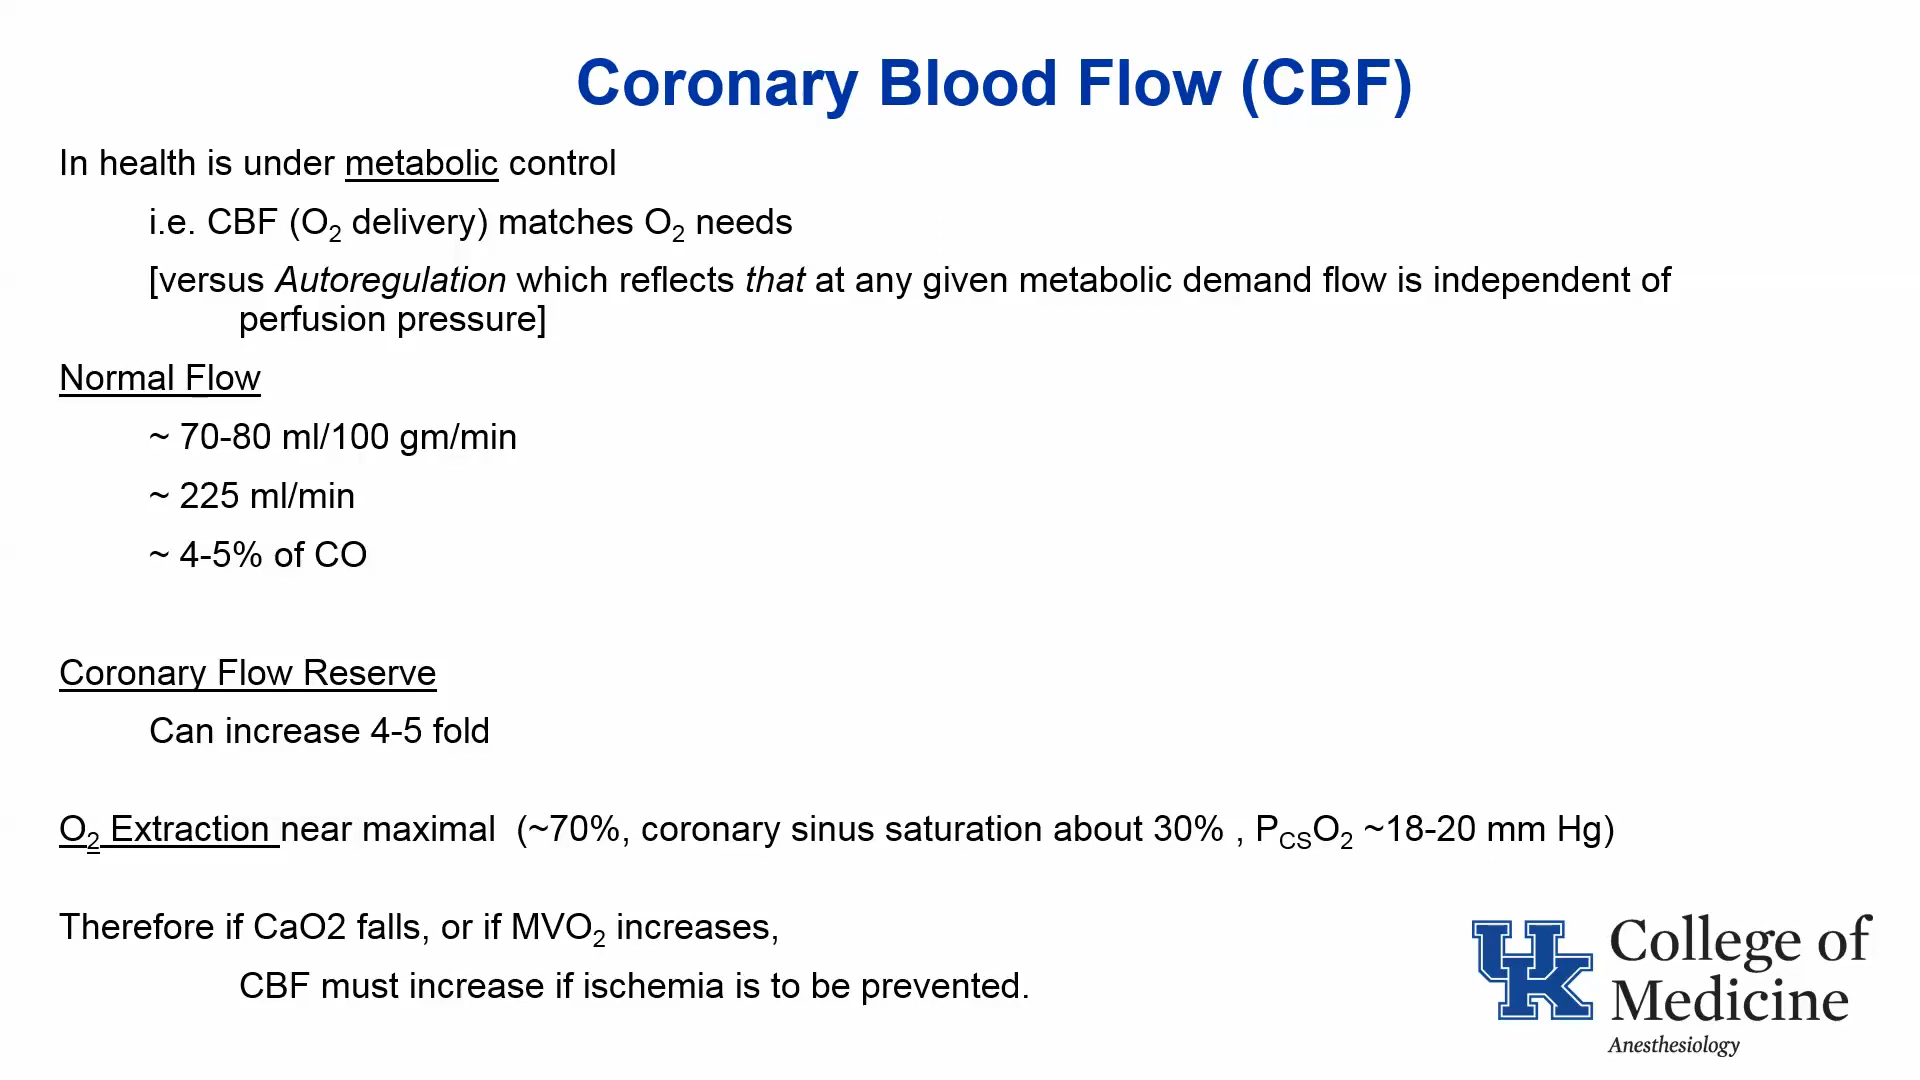 Coronary Blood Flow (CBF)
In health is under metabolic control
i.e. CBF (O₂ delivery) matches O₂ needs
[versus Autoregulation which reflects that at any given metabolic demand flow is independent of
perfusion pressure]
Normal Flow
~ 70-80 ml/100 gm/min
~ 225 ml/min
~ 4-5% of CO
Coronary Flow Reserve
Can increase 4-5 fold
O₂ Extraction near maximal (~70%, coronary sinus saturation about 30% , PCSO₂ ~18-20 mm Hg)
Therefore if CaO2 falls, or if MVO₂ increases,
CBF must increase if ischemia is to be prevented.
UK
College of
Medicine
Anesthesiology